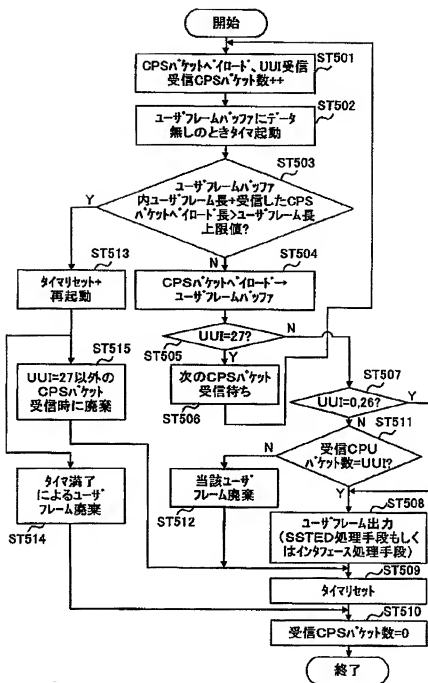 開始
CPSパケットペイロード、UUI受信
受信CPSパケット数++
ST501
ST502
ユーザフレームバッファにデータ
無しのときタイマ起動
ST503
ユーザフレームバッファ
内ユーザフレーム長+受信したCPS
パケットペイロード長>ユーザフレーム長
上限値?
Y
N
ST513
タイマリセット+
再起動
ST504
CPSパケットペイロード→
ユーザフレームバッファ
UUI=27?
N
ST505
Y
ST515
UUI=27以外の
CPSパケット
受信時に廃棄
次のCPSパケット
受信待ち
ST506
ST507
UUI=0,26?
Y
N
ST511
受信CPU
パケット数=UUI?
N
Y
当該ユーザ
フレーム廃棄
ST512
タイマ満了
によるユーザ
フレーム廃棄
ST514
ST508
ユーザフレーム出力
(SSTED処理手段もしく
はインタフェース処理手段)
ST509
タイマリセット
ST510
受信CPSパケット数=0
終了